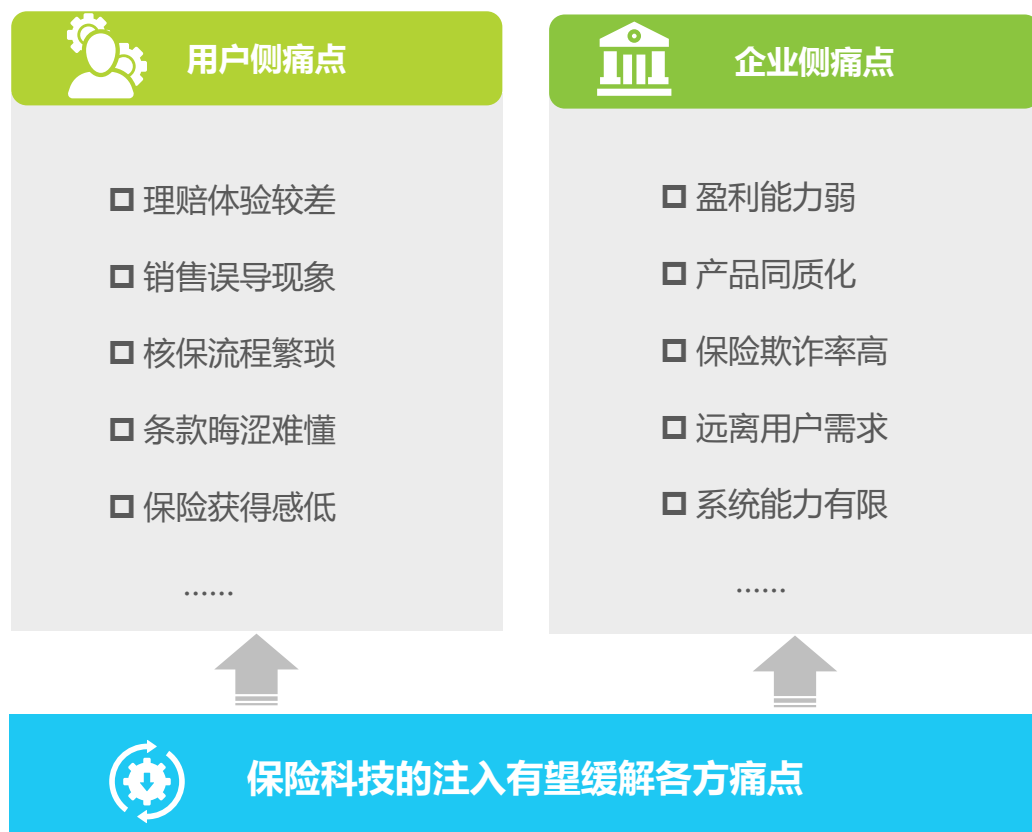 用户侧痛点
理赔体验较差
销售误导现象
核保流程繁琐
条款晦涩难懂
保险获得感低
......
企业侧痛点
盈利能力弱
产品同质化
保险欺诈率高
远离用户需求
系统能力有限
......
保险科技的注入有望缓解各方痛点